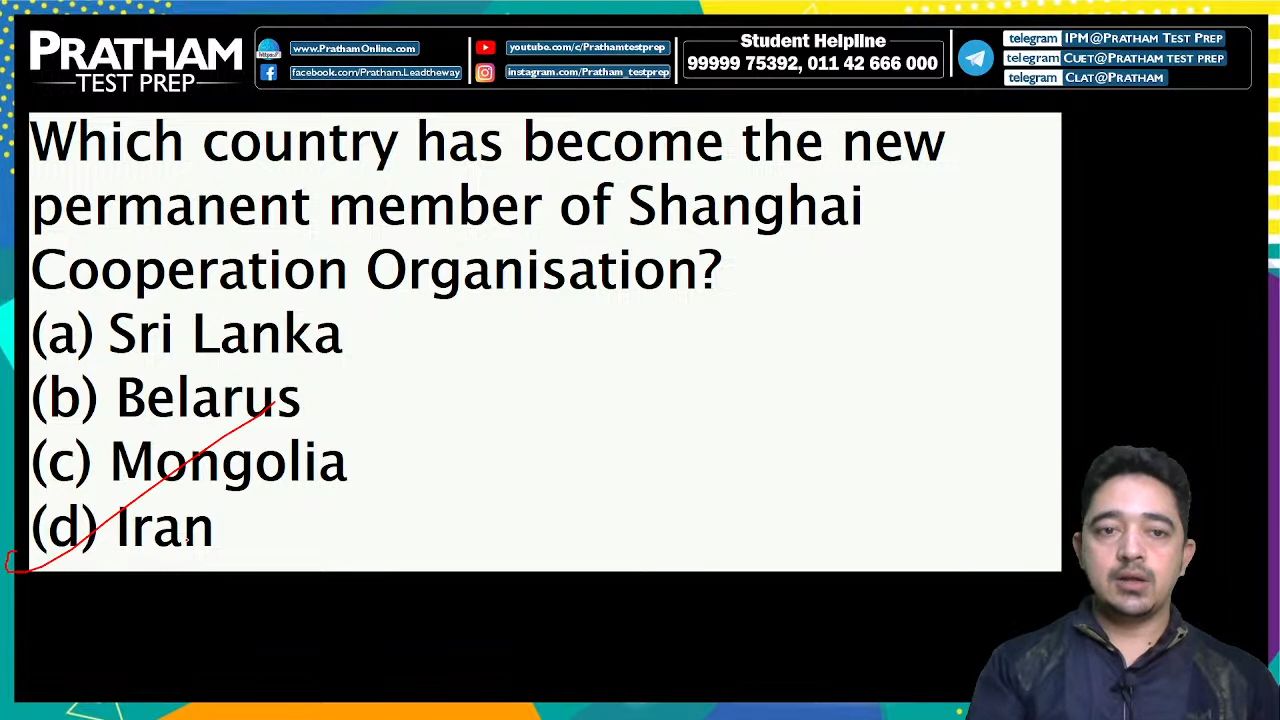 PRATHAM
TEST PREP
https://
www.PrathamOnline.com
facebook.com/Pratham.Leadtheway
youtube.com/c/Prathamtestprep
instagram.com/Pratham_testprep
Student Helpline
99999 75392, 011 42 666 000
telegram IPM@PRATHAM TEST PREP
telegram CUET@PRATHAM TEST PREP
telegram CLAT@PRATHAM
Which country has become the new
permanent member of Shanghai
Cooperation Organisation?
(a) Sri Lanka
(b) Belarus
(c) Mongolia
(d) Iran